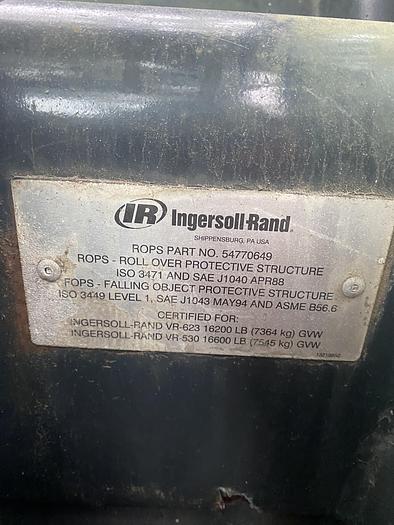 IR Ingersoll-Rand®
SHIPPENSBURG, PA USA
ROPS PART NO. 54770649
ROPS - ROLL OVER PROTECTIVE STRUCTURE
ISO 3471 AND SAE J1040 APR88
FOPS - FALLING OBJECT PROTECTIVE STRUCTURE
ISO 3449 LEVEL 1, SAE J1043 MAY94 AND ASME B56.6
CERTIFIED FOR:
INGERSOLL-RAND VR-623 16200 LB (7364 kg) GVW
INGERSOLL-RAND VR-530 16600 LB (7545 kg) GVW